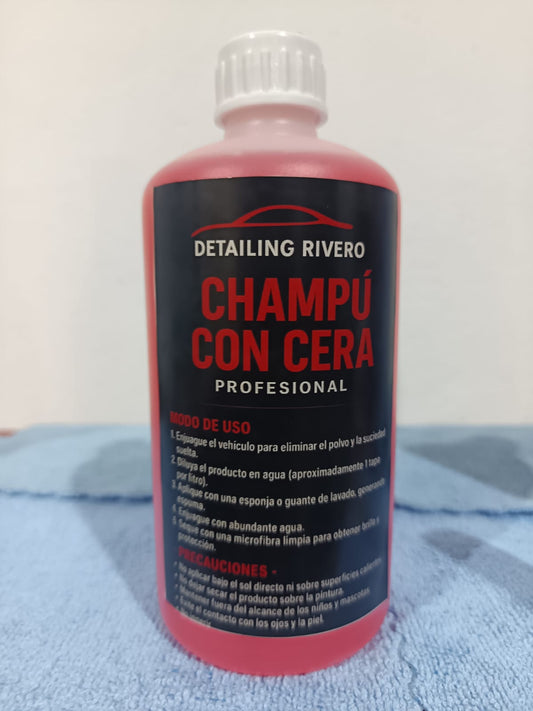 DETAILING RIVERO
CHAMPÚ
CON CERA
PROFESIONAL
MODO DE USO
1. Enjuague el vehículo para eliminar el polvo y la suciedad
suelta.
2. Diluya el producto en agua (aproximadamente 1 tapa
por litro).
3. Aplique con una esponja o guante de lavado, generando
espuma.
4. Enjuague con abundante agua.
5. Seque con una microfibra limpia para obtener brillo y
protección.
PRECAUCIONES -
No aplicar bajo el sol directo ni sobre superficies calientes.
No dejar secar el producto sobre la pintura.
Mantener fuera del alcance de los niños y mascotas.
Evite el contacto con los ojos y la piel.